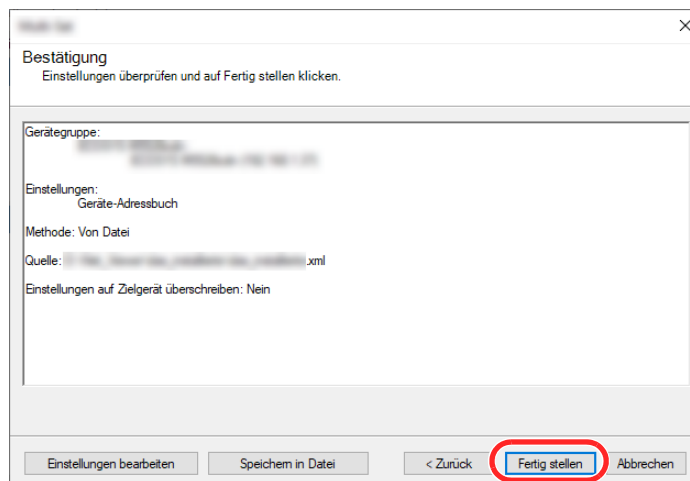 Bestätigung
Einstellungen überprüfen und auf Fertig stellen klicken.
Gerätegruppe:
Einstellungen:
Geräte-Adressbuch
Methode: Von Datei
Quelle: .xml
Einstellungen auf Zielgerät überschreiben: Nein
Einstellungen bearbeiten Speichern in Datei < Zurück Fertig stellen Abbrechen